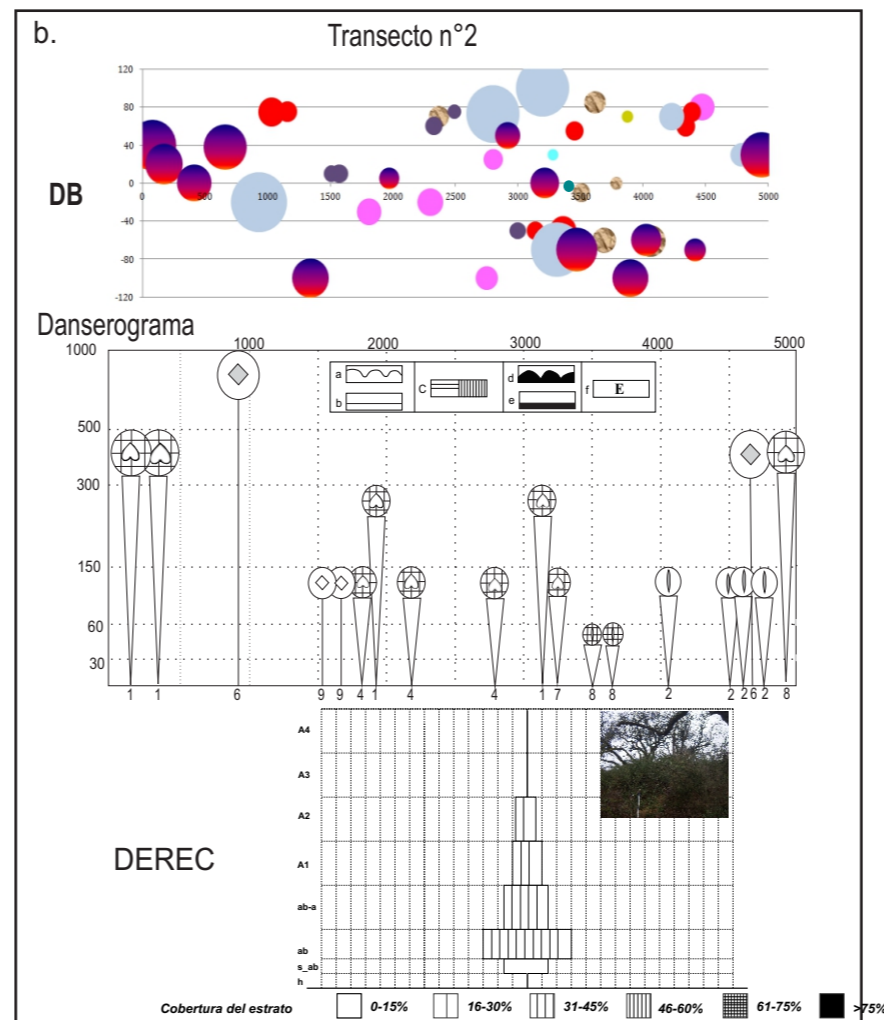 b.
Transecto n°2
120
80
40
0
-40
-80
-120
DB
0 500 1000 1500 2000 2500 3000 3500 4000 4500 5000
Danserograma
1000 2000 3000 4000 5000
1000
500
300
150
60
30
a
b
C
d
e
f E
1 1 6 9 9 4 1 4 4 1 7 8 8 2 2 2 6 2 8
DEREC
A4
A3
A2
A1
ab-a
ab
s_ab
h
Cobertura del estrato 0-15% 16-30% 31-45% 46-60% 61-75% >75%